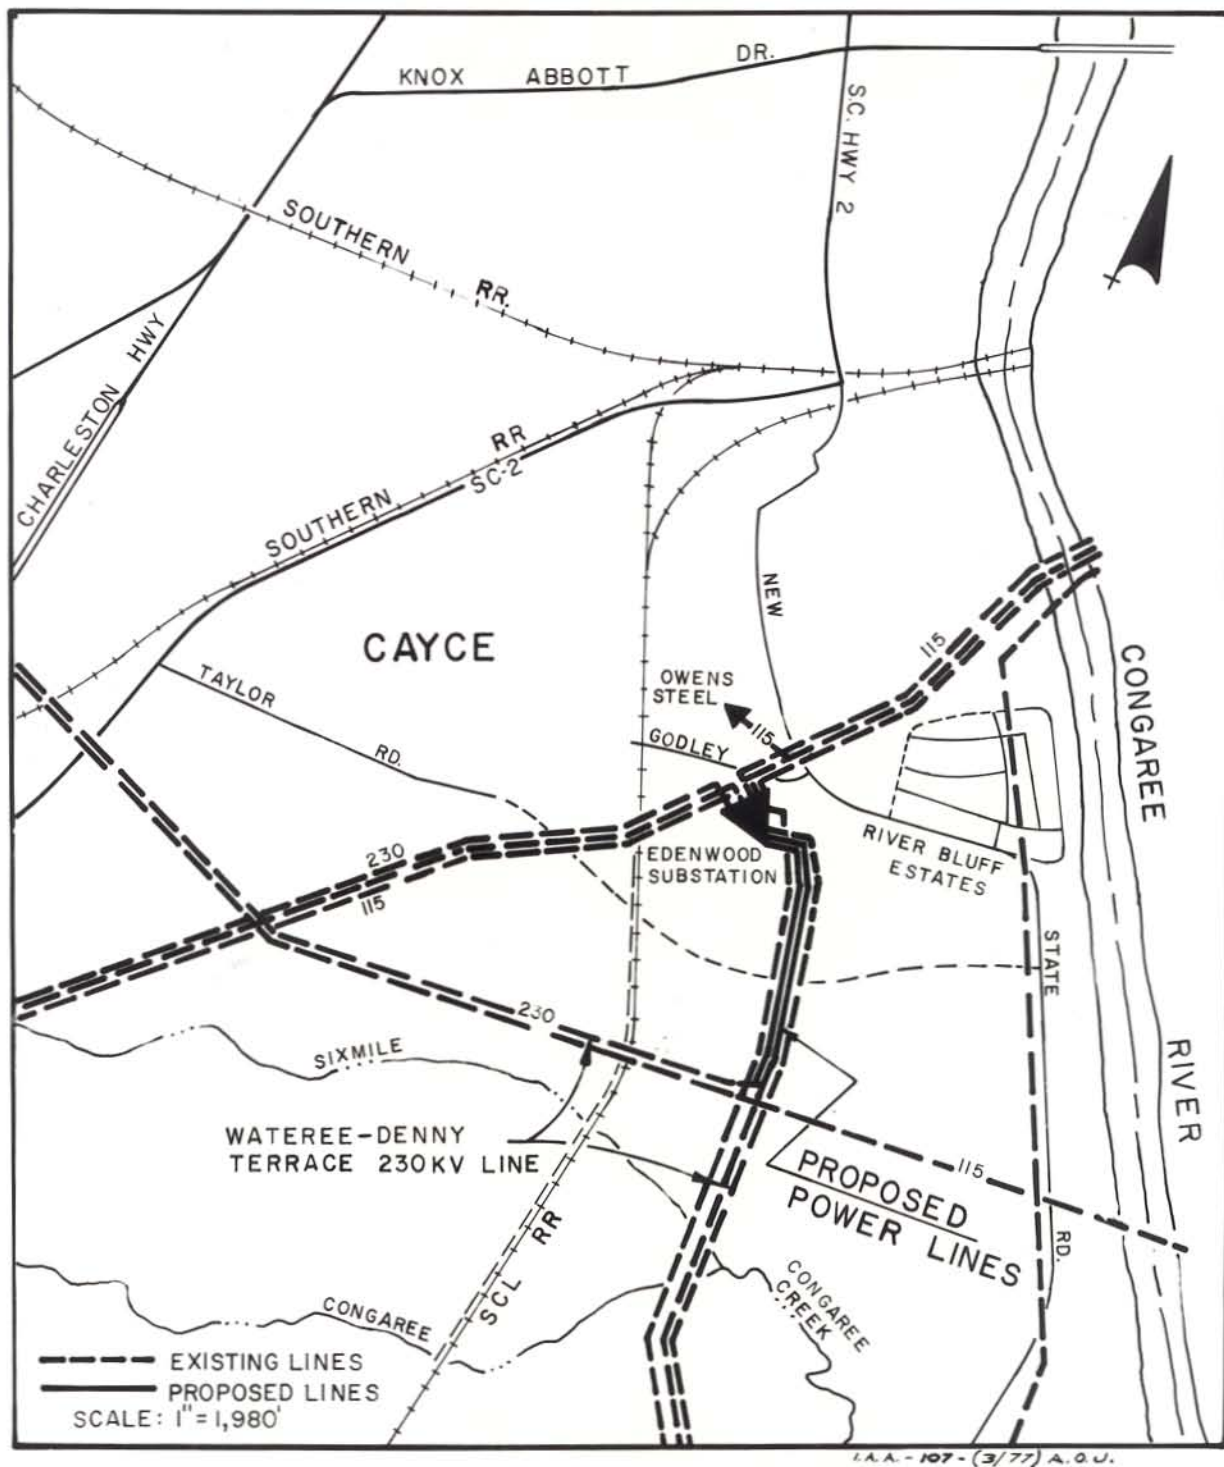 KNOX ABBOTT DR.
S.C. HWY 2
SOUTHERN RR.
CHARLESTON HWY
SOUTHERN RR
SC-2
CAYCE
NEW
TAYLOR RD.
OWENS
STEEL
115
115
GODLEY
CONGAREE RIVER
230
115
EDENWOOD
SUBSTATION
RIVER BLUFF
ESTATES
STATE RD.
230
SIXMILE
WATEREE-DENNY
TERRACE 230KV LINE
PROPOSED
POWER LINES
115
SCL RR
CONGAREE
CONGAREE
CREEK
EXISTING LINES
PROPOSED LINES
SCALE: 1" = 1,980'
I.A.A. - 107 - (3/77) A.O.U.